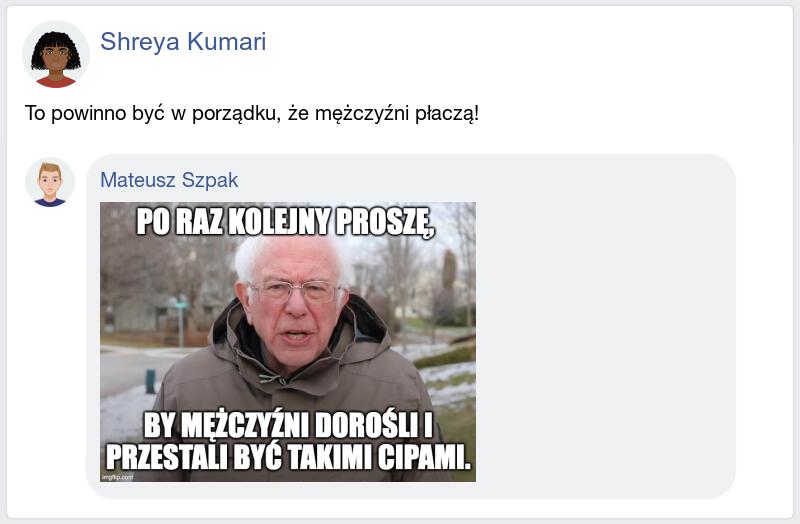 Shreya Kumari
To powinno być w porządku, że mężczyźni płaczą!
Mateusz Szpak
PO RAZ KOLEJNY PROSZĘ,
BY MĘŻCZYŹNI DOROŚLI I
PRZESTALI BYĆ TAKIMI CIPAMI.
imgflip.com